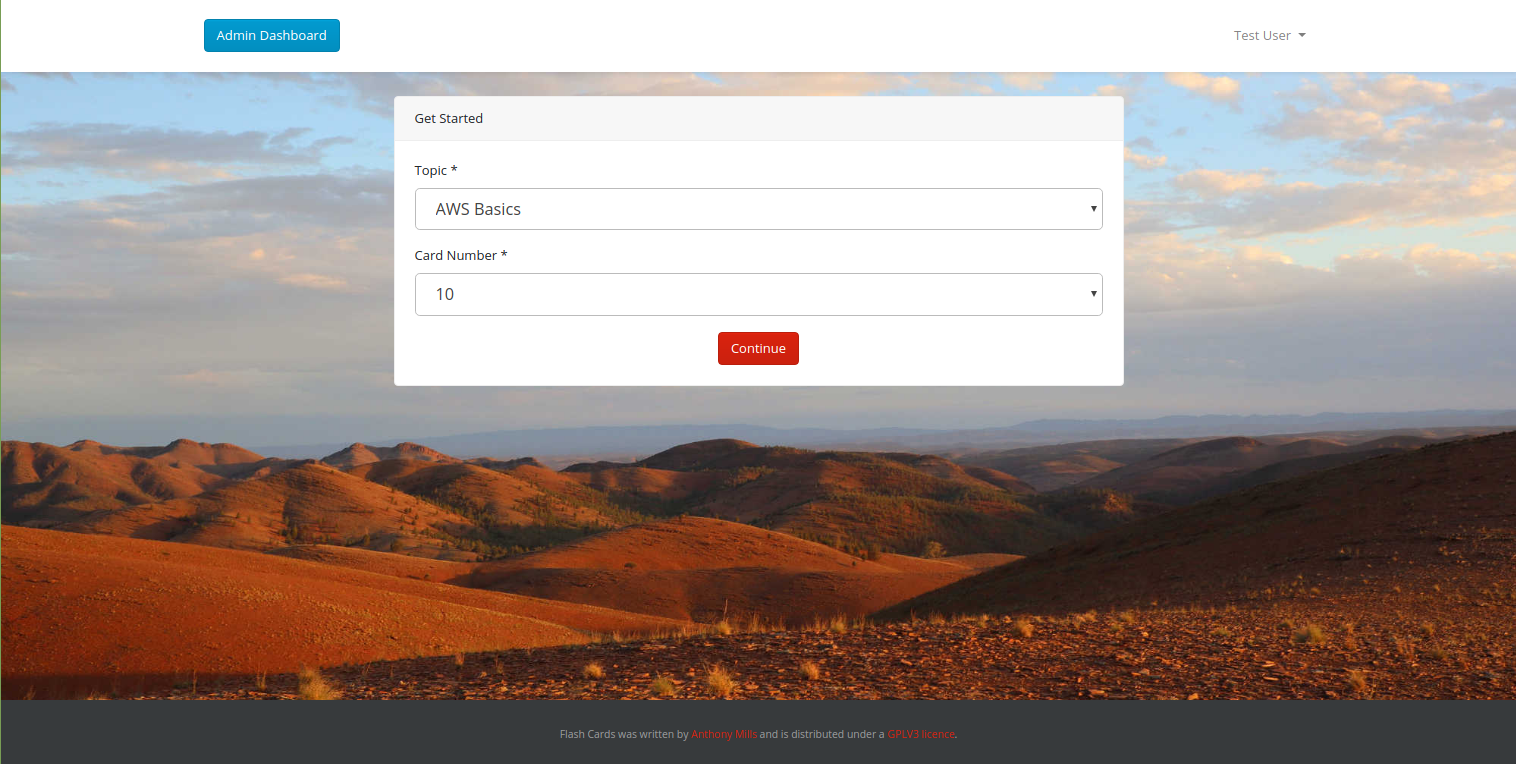 Admin Dashboard
Test User
Get Started
Topic *
AWS Basics
Card Number *
10
Continue
Flash Cards was written by Anthony Mills and is distributed under a GPLV3 licence.